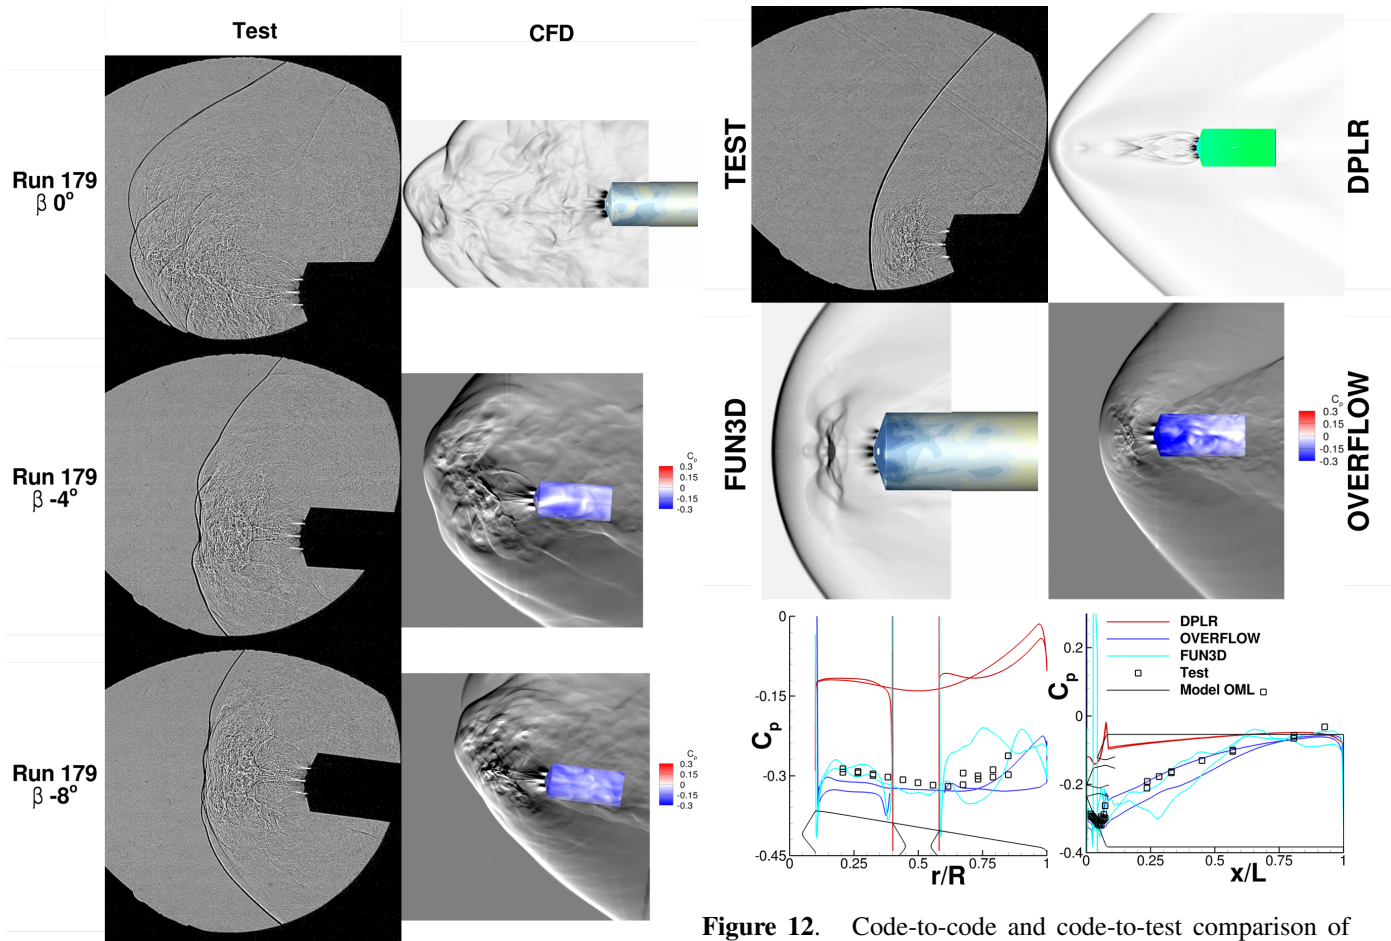 Test
CFD
Run 179
β 0°
Run 179
β -4°
Cp
0.3
0.15
0
-0.15
-0.3
Run 179
β -8°
Cp
0.3
0.15
0
-0.15
-0.3
TEST
DPLR
FUN3D
OVERFLOW
Cp
0.3
0.15
0
-0.15
-0.3
0
-0.15
-0.3
-0.45
Cp
0
0.25
0.5
0.75
1
r/R
DPLR
OVERFLOW
FUN3D
Test
Model OML
0.2
0
-0.2
-0.4
Cp
0
0.25
0.5
0.75
1
x/L
Figure 12. Code-to-code and code-to-test comparison of